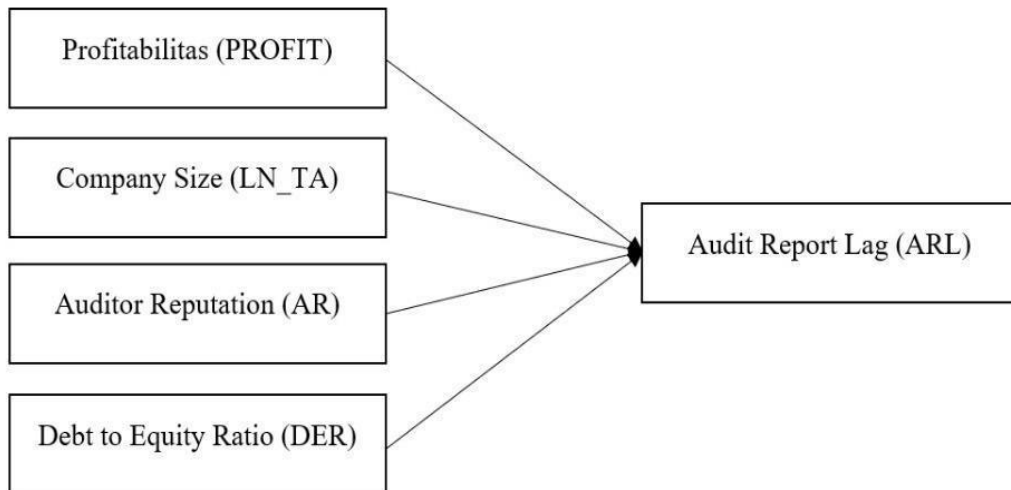 Profitabilitas (PROFIT)
Company Size (LN_TA)
Auditor Reputation (AR)
Debt to Equity Ratio (DER)
Audit Report Lag (ARL)